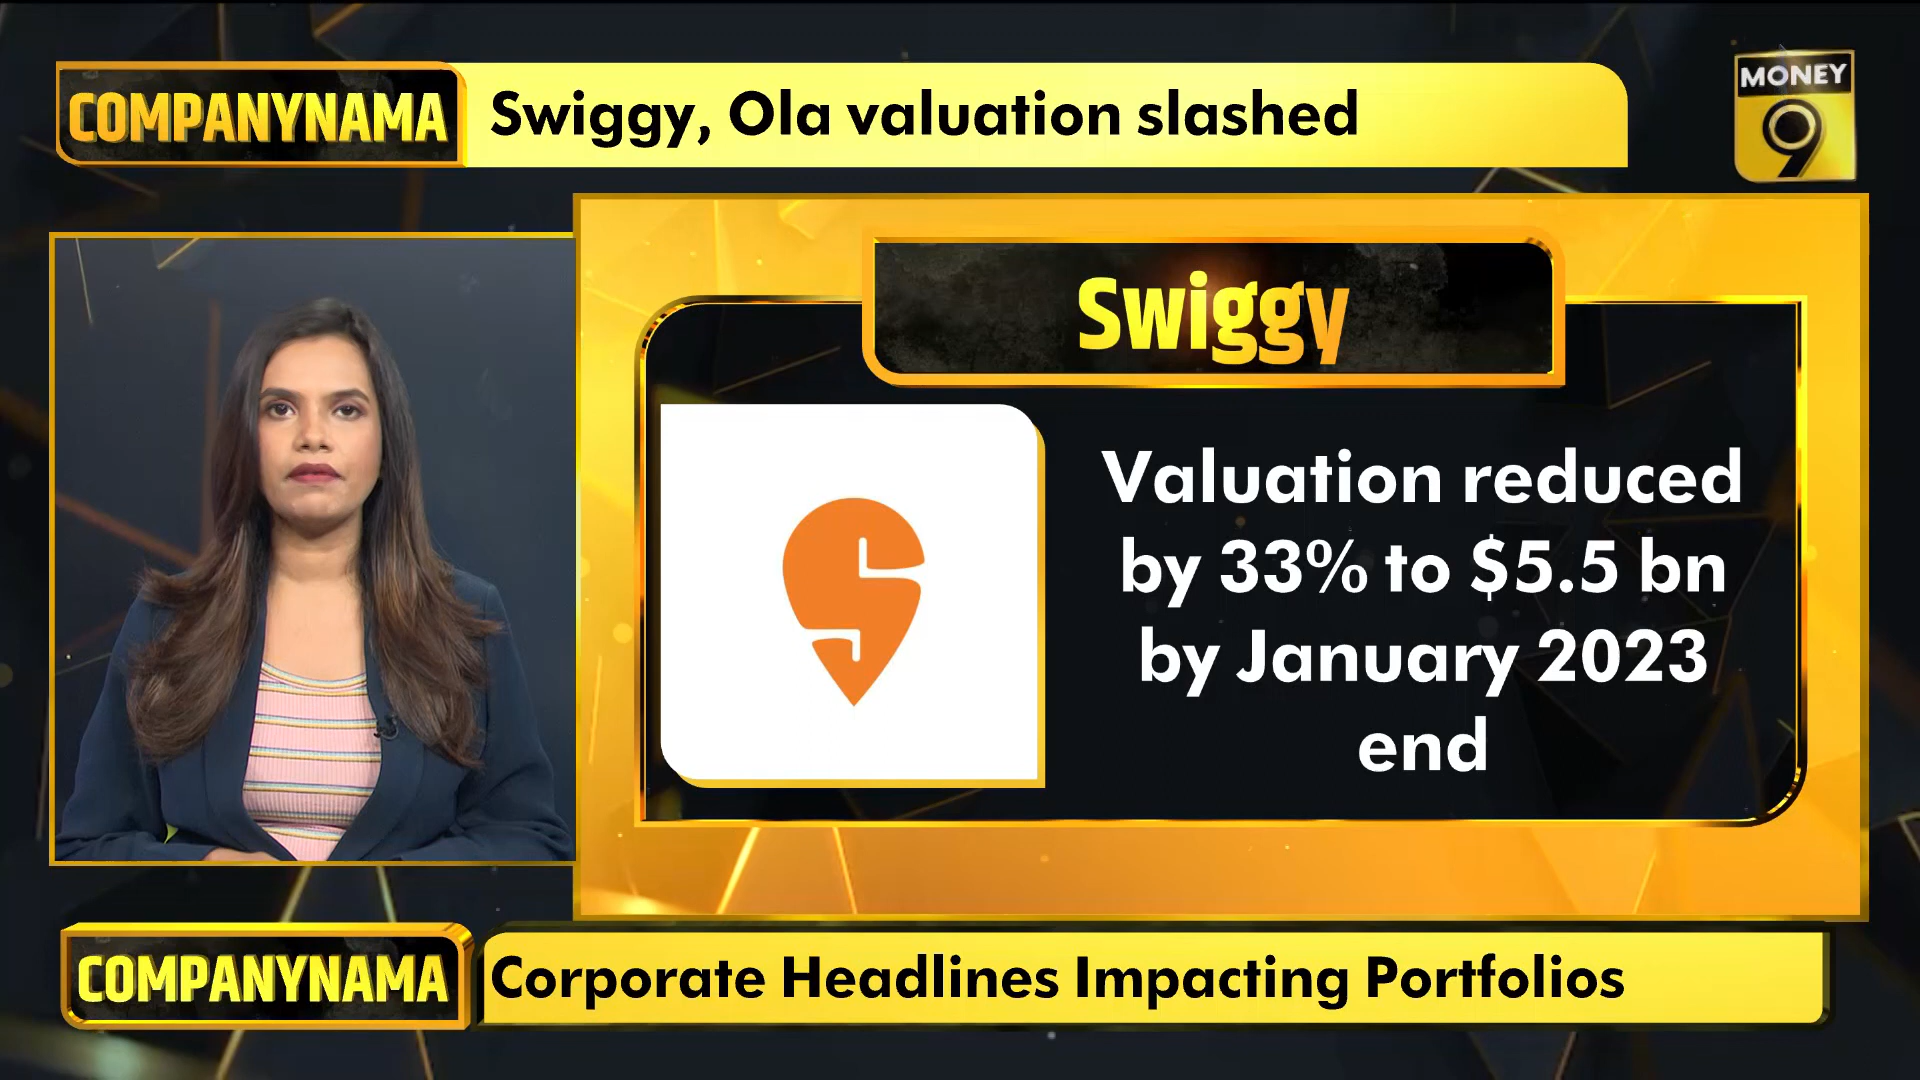 COMPANYNAMA
Swiggy, Ola valuation slashed
MONEY
9
Swiggy
Valuation reduced
by 33% to $5.5 bn
by January 2023
end
COMPANYNAMA
Corporate Headlines Impacting Portfolios